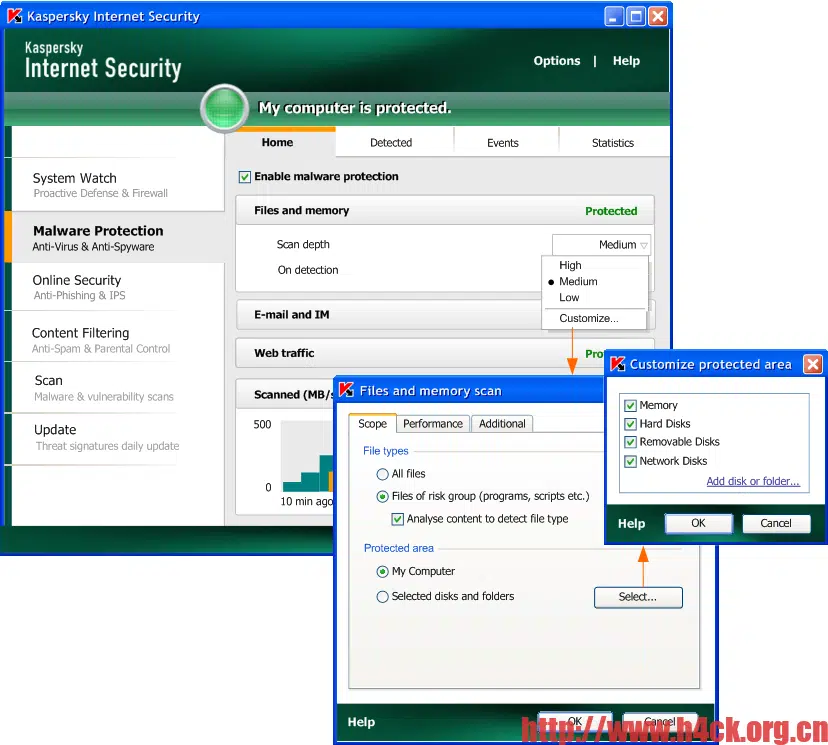 Kaspersky Internet Security
Kaspersky
Internet Security
Options | Help
My computer is protected.
Home
Detected
Events
Statistics
System Watch
Proactive Defense & Firewall
Malware Protection
Anti-Virus & Anti-Spyware
Online Security
Anti-Phishing & IPS
Content Filtering
Anti-Spam & Parental Control
Scan
Malware & vulnerability scans
Update
Threat signatures daily update
Enable malware protection
Files and memory
Protected
Scan depth
Medium
On detection
High
Medium
Low
Customize...
E-mail and IM
Web traffic
Scanned (MB/
500
0
10 min ago
Files and memory scan
Scope
Performance
Additional
File types
All files
Files of risk group (programs, scripts etc.)
Analyse content to detect file type
Protected area
My Computer
Selected disks and folders
Select...
Help
OK
Cancel
Customize protected area
Memory
Hard Disks
Removable Disks
Network Disks
Add disk or folder...
Help
OK
Cancel
http://www.h4ck.org.cn